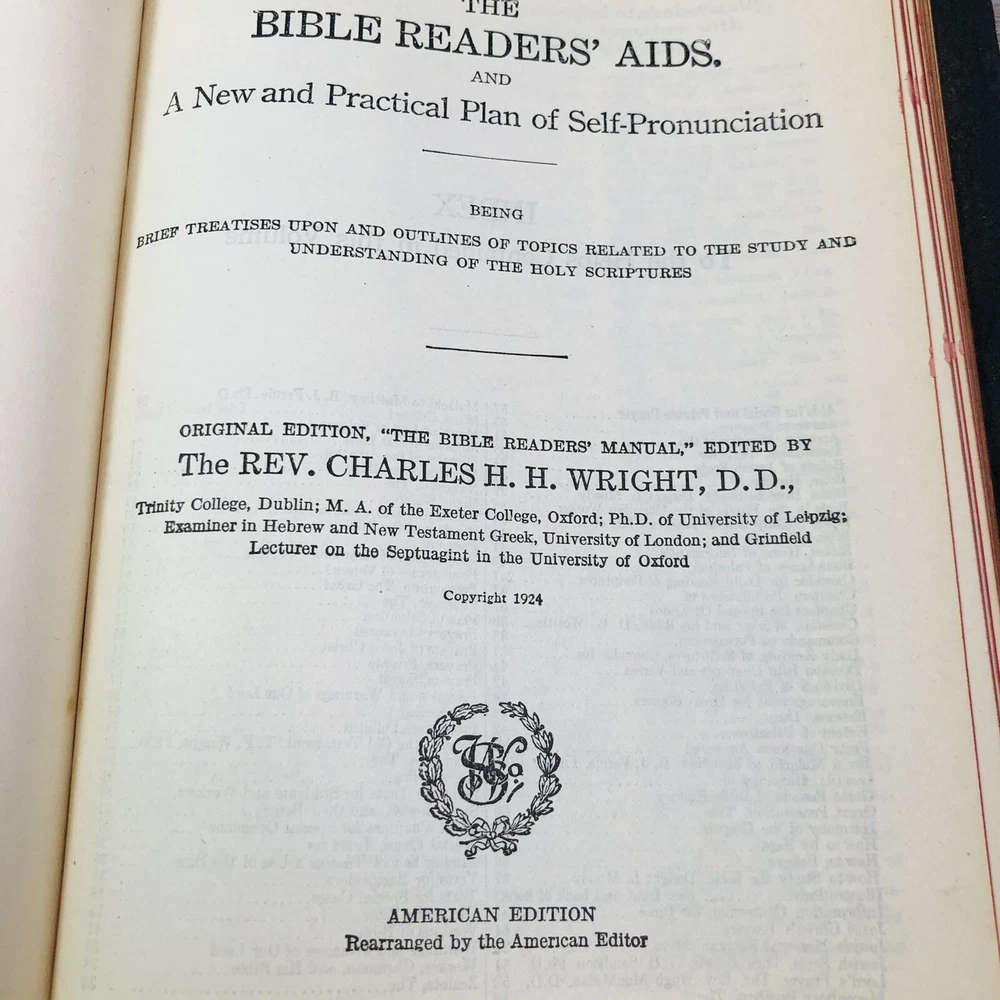 THE
BIBLE READERS' AIDS.
AND
A New and Practical Plan of Self-Pronunciation
BEING
BRIEF TREATISES UPON AND OUTLINES OF TOPICS RELATED TO THE STUDY AND
UNDERSTANDING OF THE HOLY SCRIPTURES
ORIGINAL EDITION, "THE BIBLE READERS' MANUAL," EDITED BY
The REV. CHARLES H. H. WRIGHT, D. D.,
Trinity College, Dublin; M. A. of the Exeter College, Oxford; Ph.D. of University of Leipzig;
Examiner in Hebrew and New Testament Greek, University of London; and Grinfield
Lecturer on the Septuagint in the University of Oxford
Copyright 1924
AMERICAN EDITION
Rearranged by the American Editor